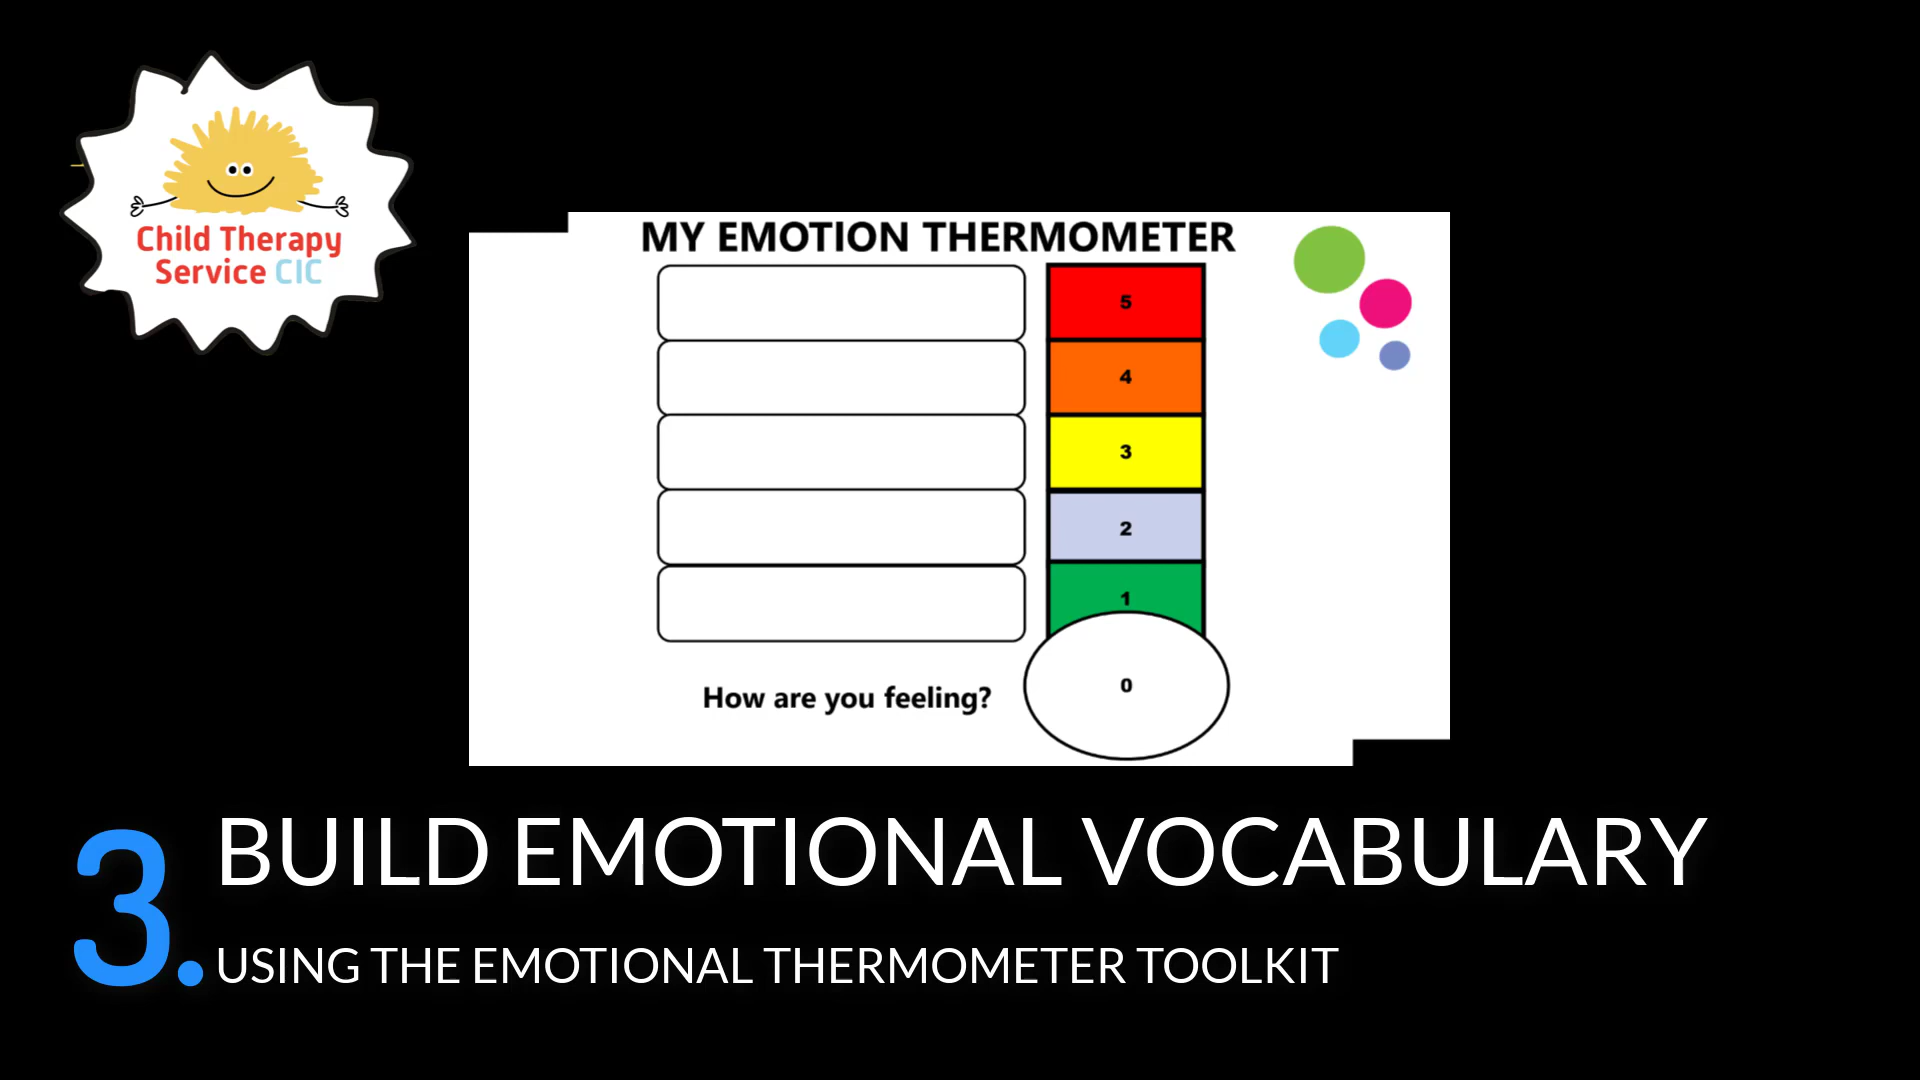 Child Therapy
Service CIC
MY EMOTION THERMOMETER
5
4
3
2
1
0
How are you feeling?
3. BUILD EMOTIONAL VOCABULARY
USING THE EMOTIONAL THERMOMETER TOOLKIT